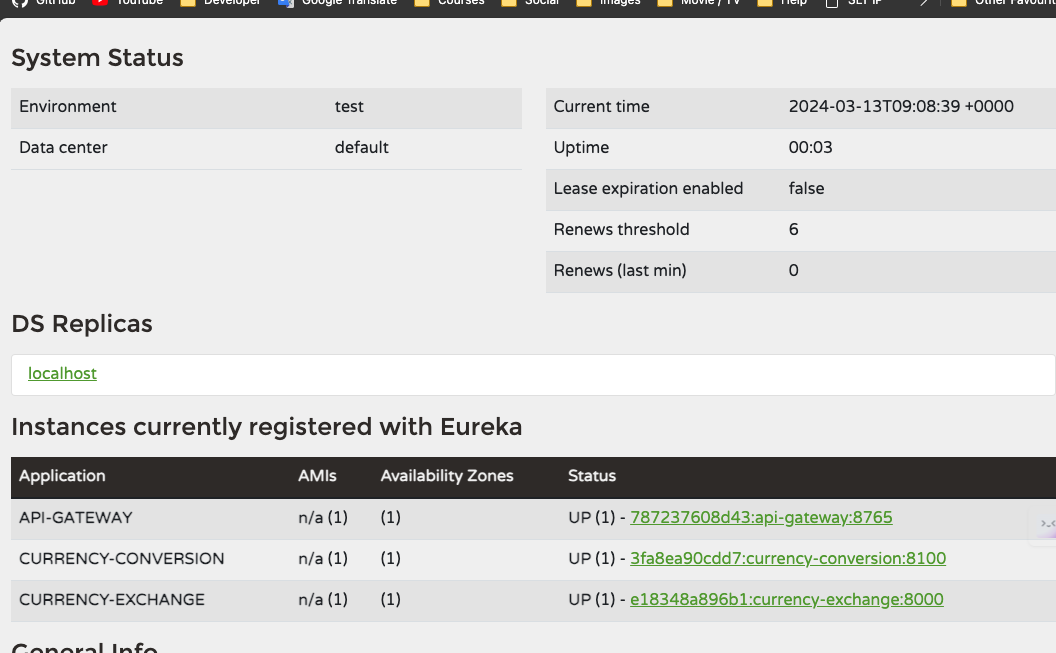 GitHub YouTube Developer Google Translate Courses Social Images Movie / TV Help Other Favourit
System Status
Environment test
Data center default
Current time 2024-03-13T09:08:39 +0000
Uptime 00:03
Lease expiration enabled false
Renews threshold 6
Renews (last min) 0
DS Replicas
localhost
Instances currently registered with Eureka
Application AMIs Availability Zones Status
API-GATEWAY n/a (1) (1) UP (1) - 787237608d43:api-gateway:8765
CURRENCY-CONVERSION n/a (1) (1) UP (1) - 3fa8ea90cdd7:currency-conversion:8100
CURRENCY-EXCHANGE n/a (1) (1) UP (1) - e18348a896b1:currency-exchange:8000
General Info